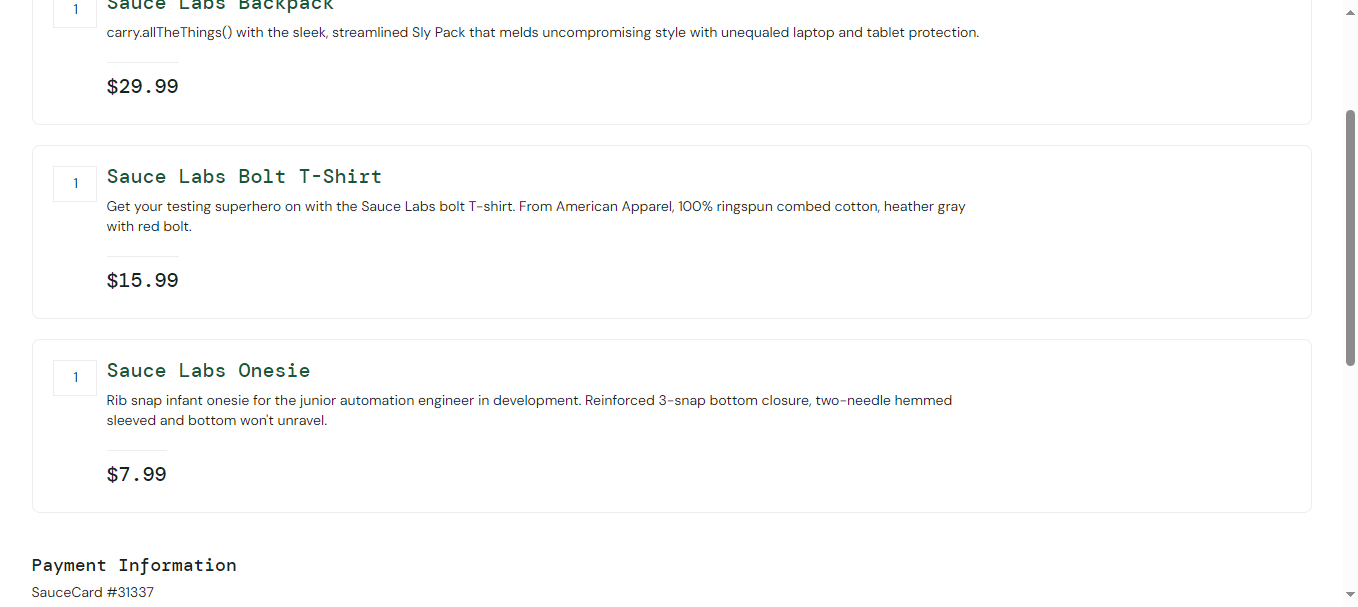 1
Sauce Labs Backpack
carry.allTheThings() with the sleek, streamlined Sly Pack that melds uncompromising style with unequaled laptop and tablet protection.
$29.99
1
Sauce Labs Bolt T-Shirt
Get your testing superhero on with the Sauce Labs bolt T-shirt. From American Apparel, 100% ringspun combed cotton, heather gray
with red bolt.
$15.99
1
Sauce Labs Onesie
Rib snap infant onesie for the junior automation engineer in development. Reinforced 3-snap bottom closure, two-needle hemmed
sleeved and bottom won't unravel.
$7.99
Payment Information
SauceCard #31337